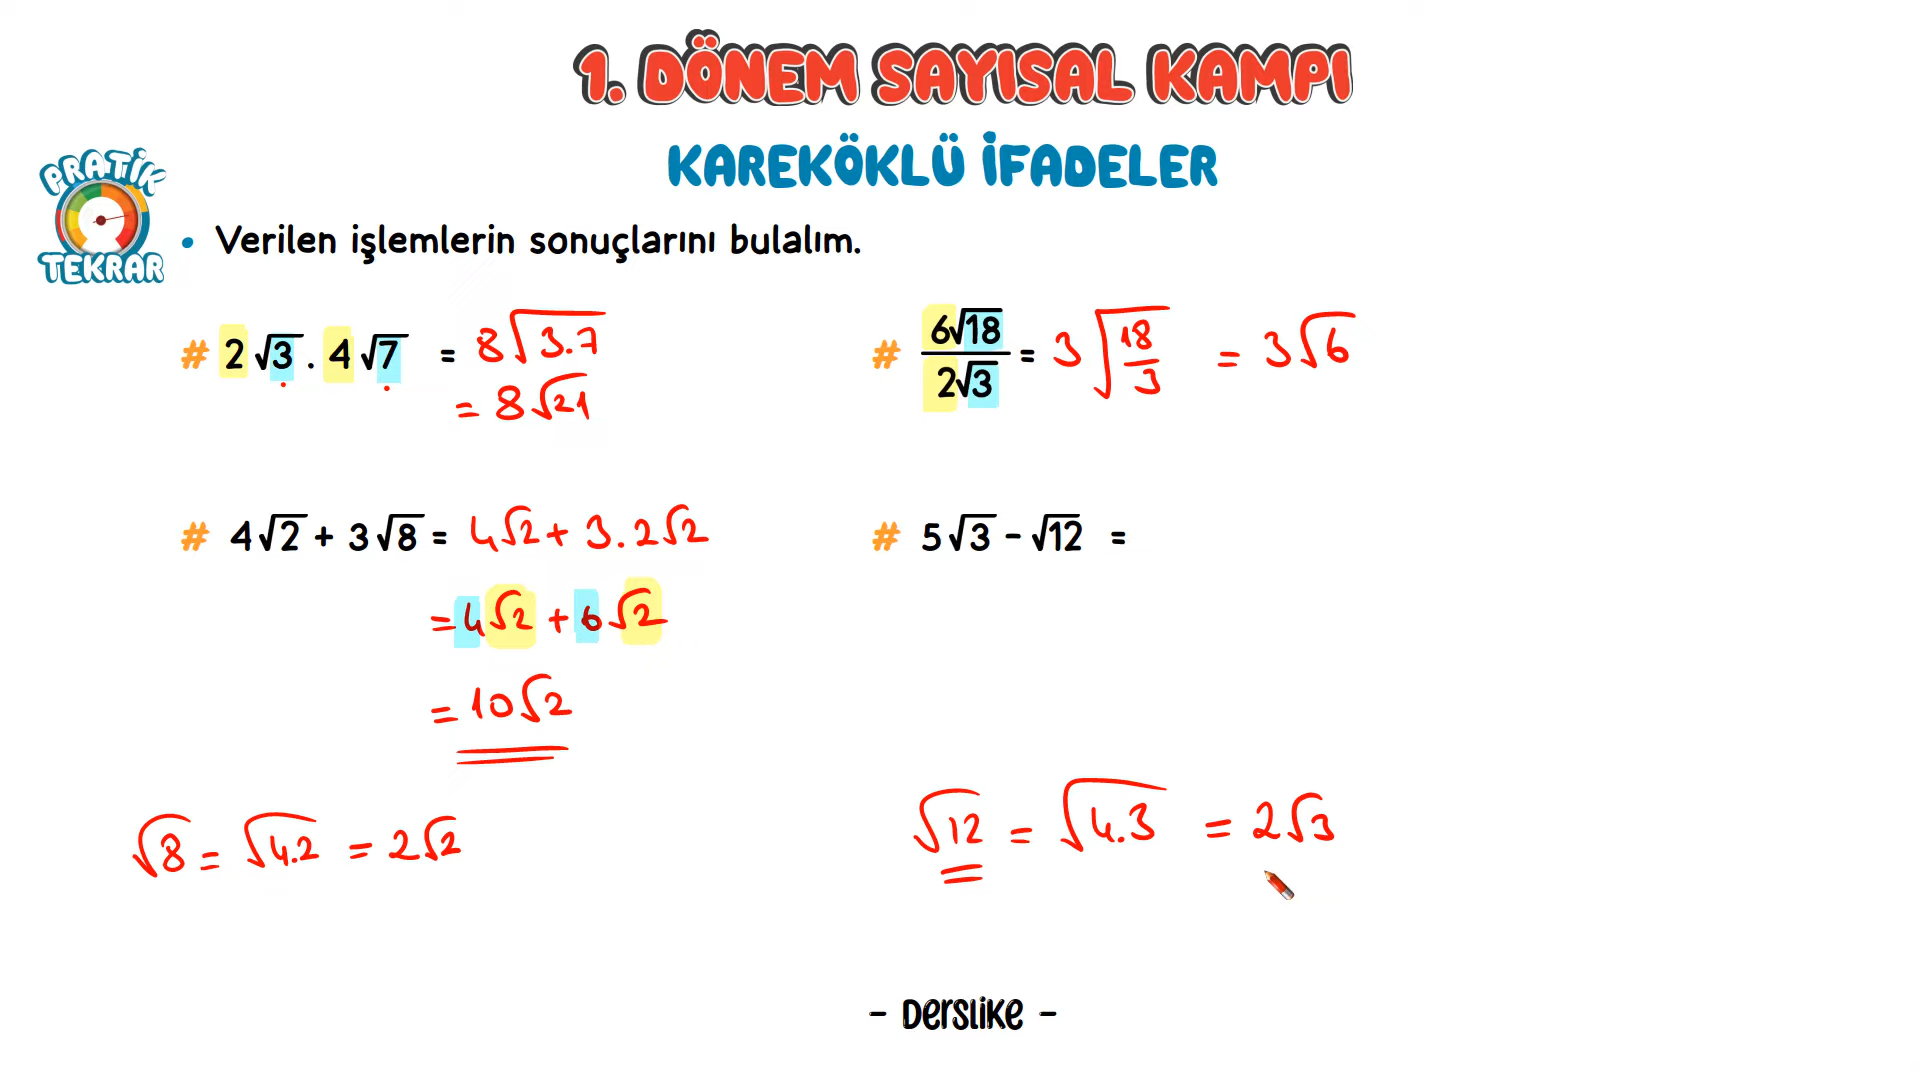 1. DÖNEM SAYISAL KAMPI
KAREKÖKLÜ İFADELER
PRATİK
TEKRAR
• Verilen işlemlerin sonuçlarını bulalım.
# 2√3 . 4√7 = 8√3.7
= 8√21
# 6√18 / 2√3 = 3√18/3 = 3√6
# 4√2 + 3√8 = 4√2 + 3.2√2
= 4√2 + 6√2
= 10√2
√8 = √4.2 = 2√2
# 5√3 - √12 =
√12 = √4.3 = 2√3
- DersLiKe -